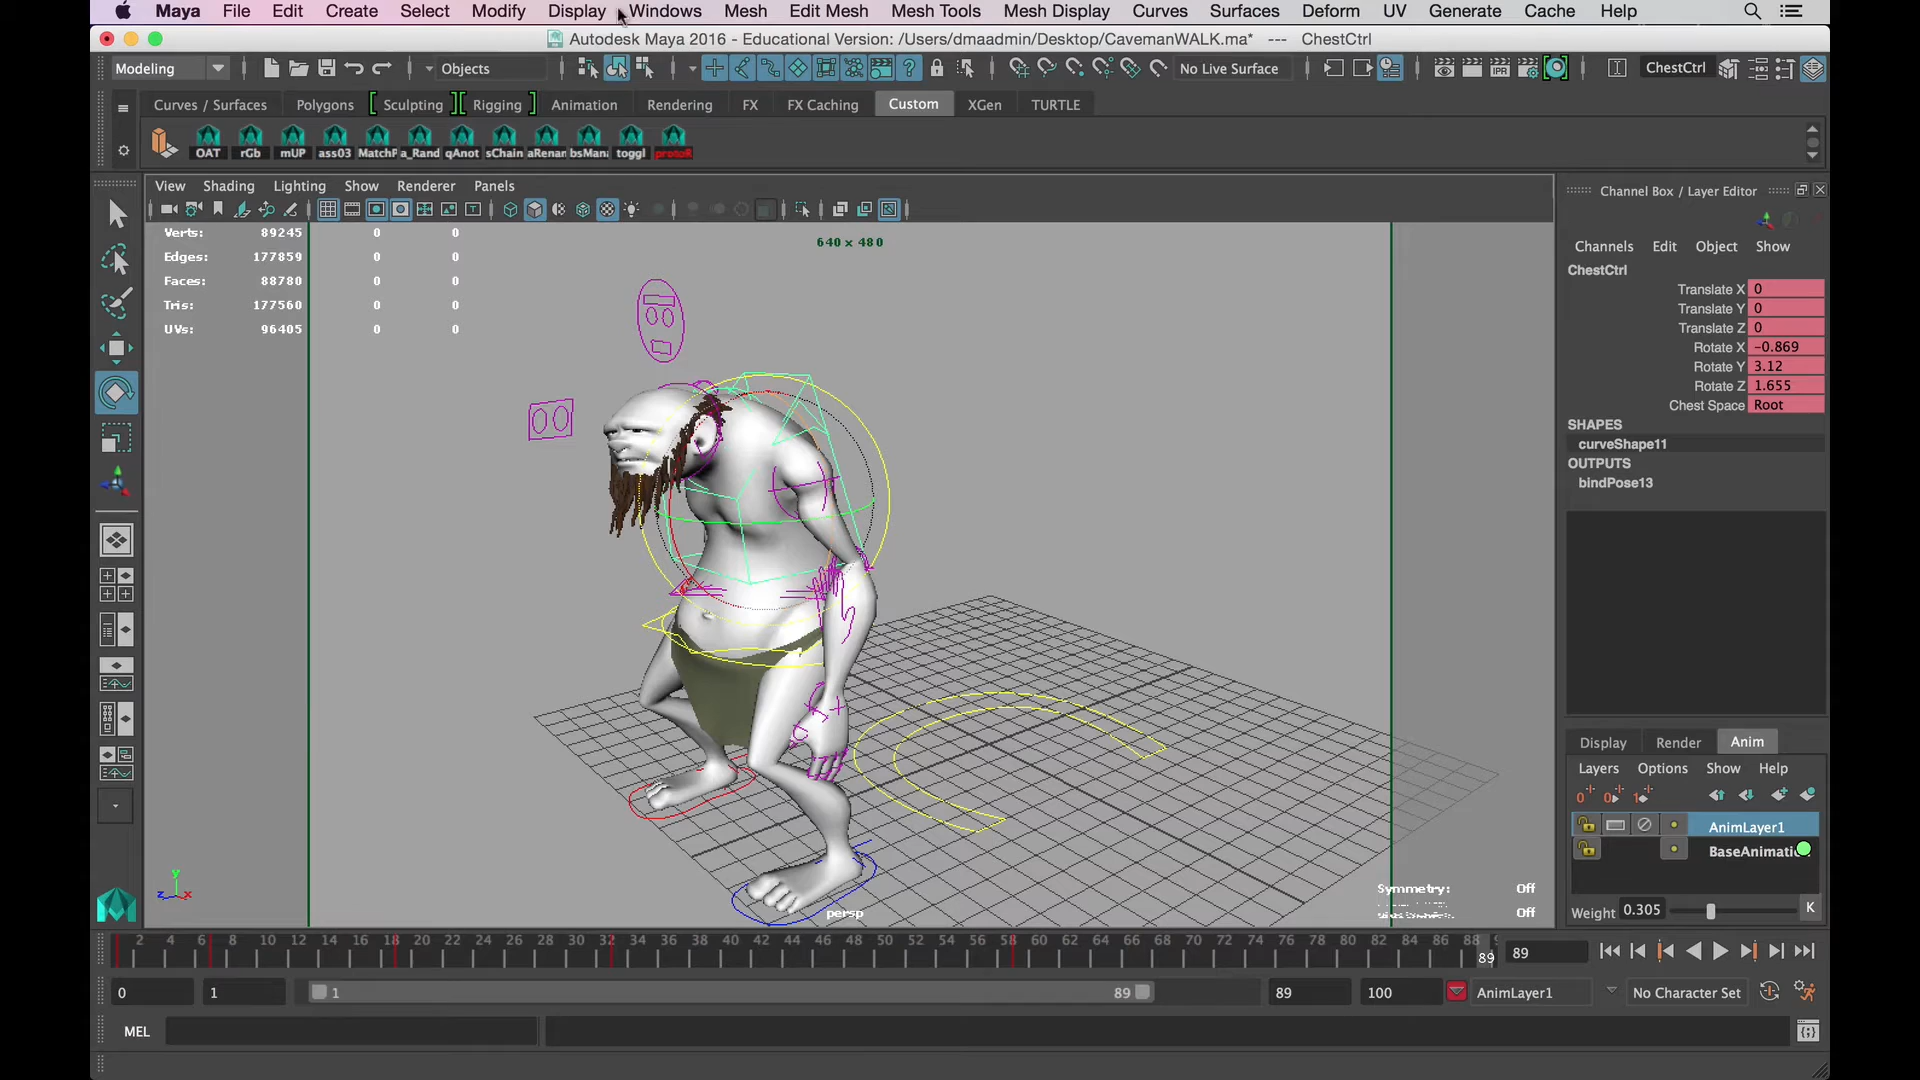 Maya File Edit Create Select Modify Display Windows Mesh Edit Mesh Mesh Tools Mesh Display Curves Surfaces Deform UV Generate Cache Help
Autodesk Maya 2016 - Educational Version: /Users/dmaadmin/Desktop/CavemanWALK.ma* --- ChestCtrl
Modeling Objects No Live Surface IPR ChestCtrl
Curves / Surfaces Polygons Sculpting Rigging Animation Rendering FX FX Caching Custom XGen TURTLE
OAT rGb mUP ass03 MatchP a_Rand qAnot sChain aRenan bsMana toggl protoR
View Shading Lighting Show Renderer Panels
Verts: 89245 0 0
Edges: 177859 0 0
Faces: 88780 0 0
Tris: 177560 0 0
UVs: 96405 0 0
640 x 480
Symmetry: Off
Off
persp
y
z x
Channel Box / Layer Editor
Channels Edit Object Show
ChestCtrl
Translate X 0
Translate Y 0
Translate Z 0
Rotate X -0.869
Rotate Y 3.12
Rotate Z 1.655
Chest Space Root
SHAPES
curveShape11
OUTPUTS
bindPose13
Display Render Anim
Layers Options Show Help
AnimLayer1
BaseAnimati
Weight 0.305 K
2 4 6 8 10 12 14 16 18 20 22 24 26 28 30 32 34 36 38 40 42 44 46 48 50 52 54 56 58 60 62 64 66 68 70 72 74 76 78 80 82 84 86 88
89 89
0 1 1 89 89 100 AnimLayer1 No Character Set
MEL